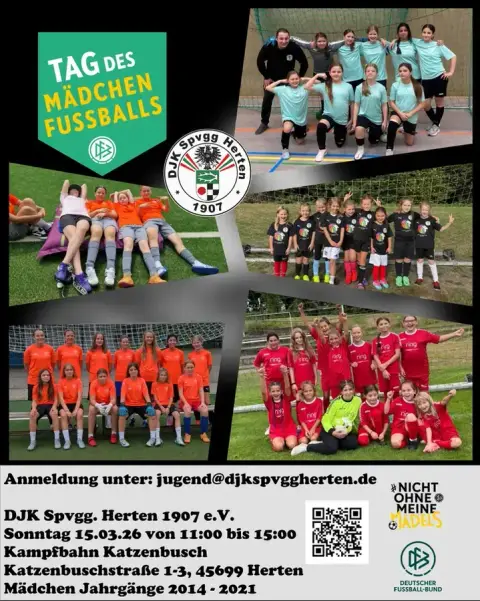 TAG DES
MÄDCHEN
FUSSBALLS
DJK Spvgg Herten
1907
Anmeldung unter: jugend@djkspvggherten.de
#NICHT
OHNE
MEINE
MÄDELS
DJK Spvgg. Herten 1907 e.V.
Sonntag 15.03.26 von 11:00 bis 15:00
Kampfbahn Katzenbusch
Katzenbuschstraße 1-3, 45699 Herten
Mädchen Jahrgänge 2014 - 2021
DEUTSCHER
FUSSBALL-BUND